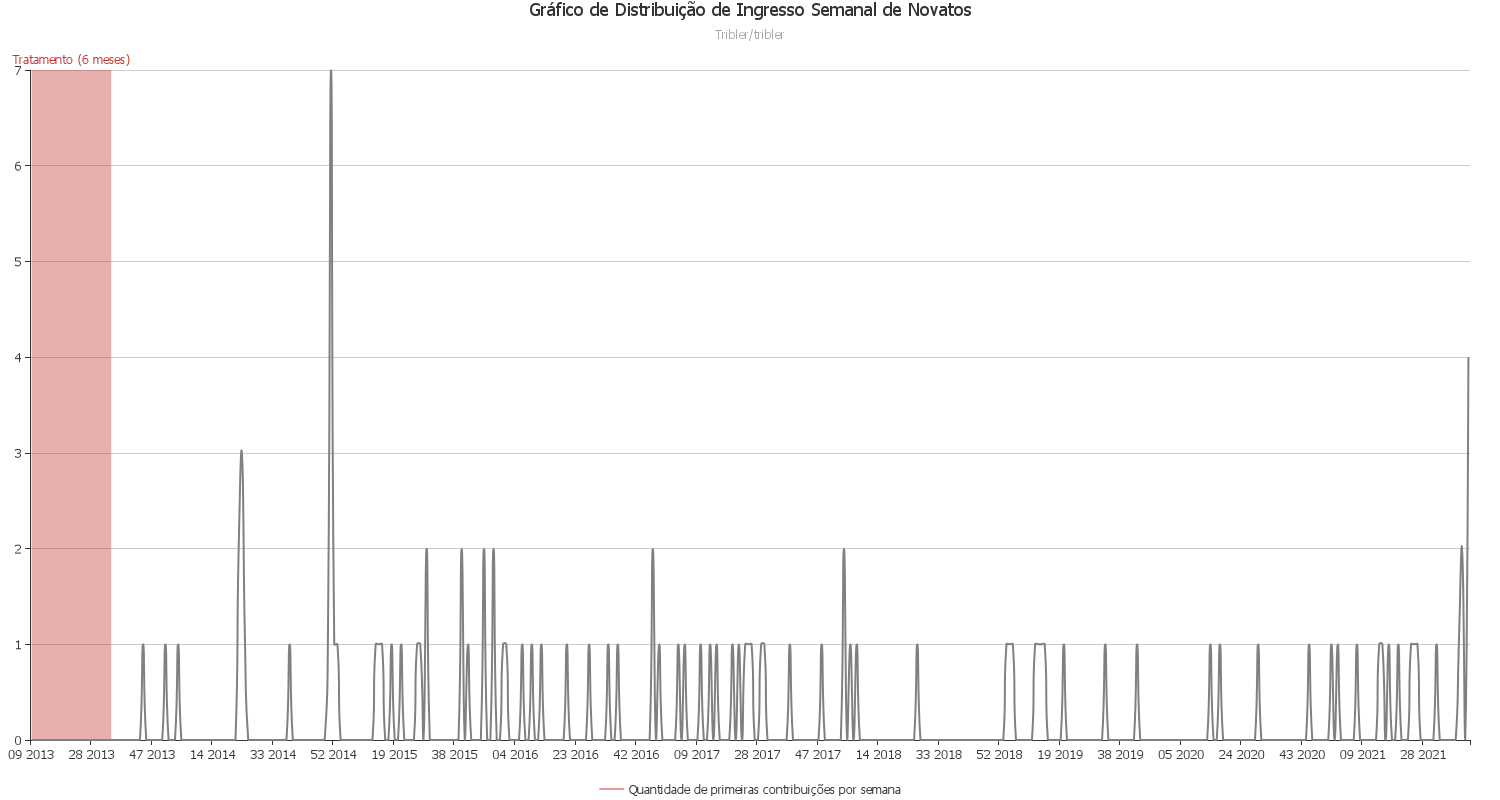 Gráfico de Distribuição de Ingresso Semanal de Novatos
Tribler/tribler
Tratamento (6 meses)
7
6
5
4
3
2
1
0
09 2013 28 2013 47 2013 14 2014 33 2014 52 2014 19 2015 38 2015 04 2016 23 2016 42 2016 09 2017 28 2017 47 2017 14 2018 33 2018 52 2018 19 2019 38 2019 05 2020 24 2020 43 2020 09 2021 28 2021
Quantidade de primeiras contribuições por semana